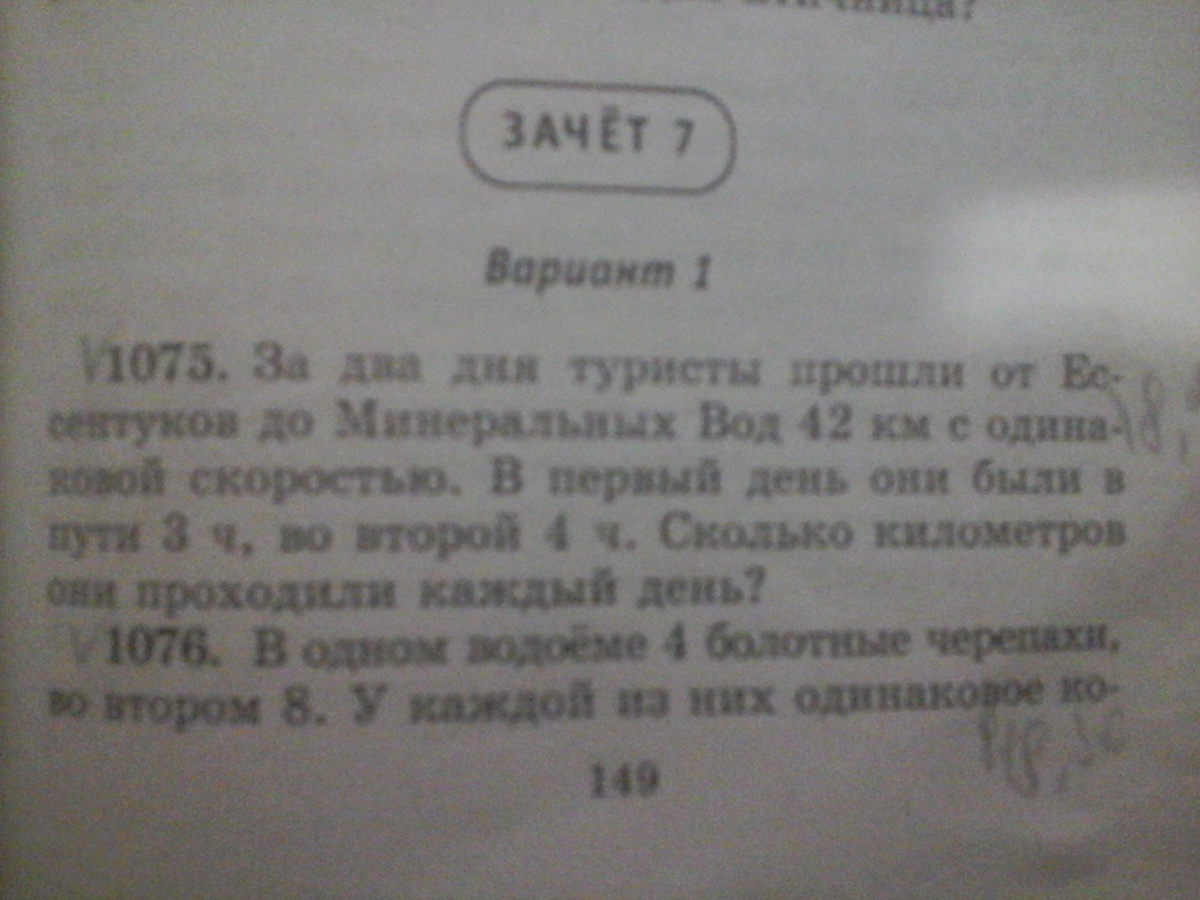 птичница?
ЗАЧЁТ 7
Вариант 1
1075. За два дня туристы прошли от Ес-
сентуков до Минеральных Вод 42 км с одина-
ковой скоростью. В первый день они были в
пути 3 ч, во второй 4 ч. Сколько километров
они проходили каждый день?
1076. В одном водоёме 4 болотные черепахи,
во втором 8. У каждой из них одинаковое ко-
149